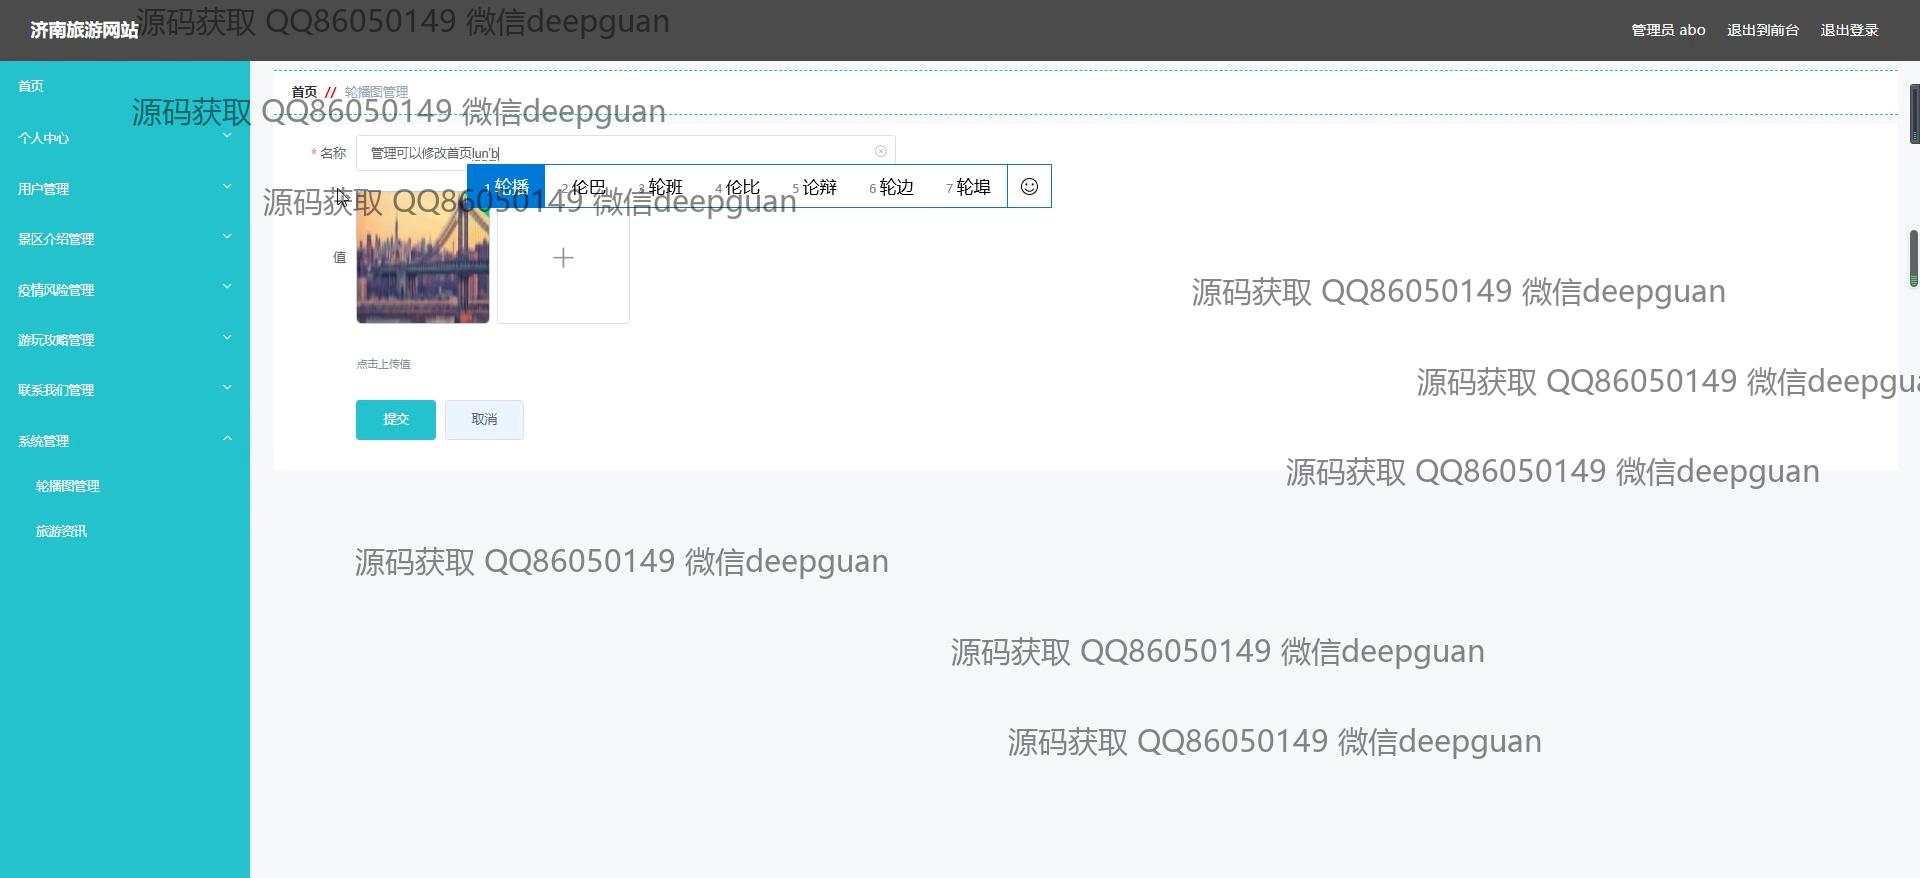 济南旅游网站
源码获取 QQ86050149 微信deepguan
管理员 abo
退出到前台
退出登录
首页
首页 // 轮播图管理
源码获取 QQ86050149 微信deepguan
个人中心
* 名称
管理可以修改首页lun'b
用户管理
1 轮播 2 伦巴 3 轮班 4 伦比 5 论辩 6 轮边 7 轮埠
源码获取 QQ86050149 微信deepguan
景区介绍管理
值
疫情风险管理
源码获取 QQ86050149 微信deepguan
游玩攻略管理
点击上传值
联系我们管理
源码获取 QQ86050149 微信deepgua
提交
取消
系统管理
源码获取 QQ86050149 微信deepguan
轮播图管理
旅游资讯
源码获取 QQ86050149 微信deepguan
源码获取 QQ86050149 微信deepguan
源码获取 QQ86050149 微信deepguan